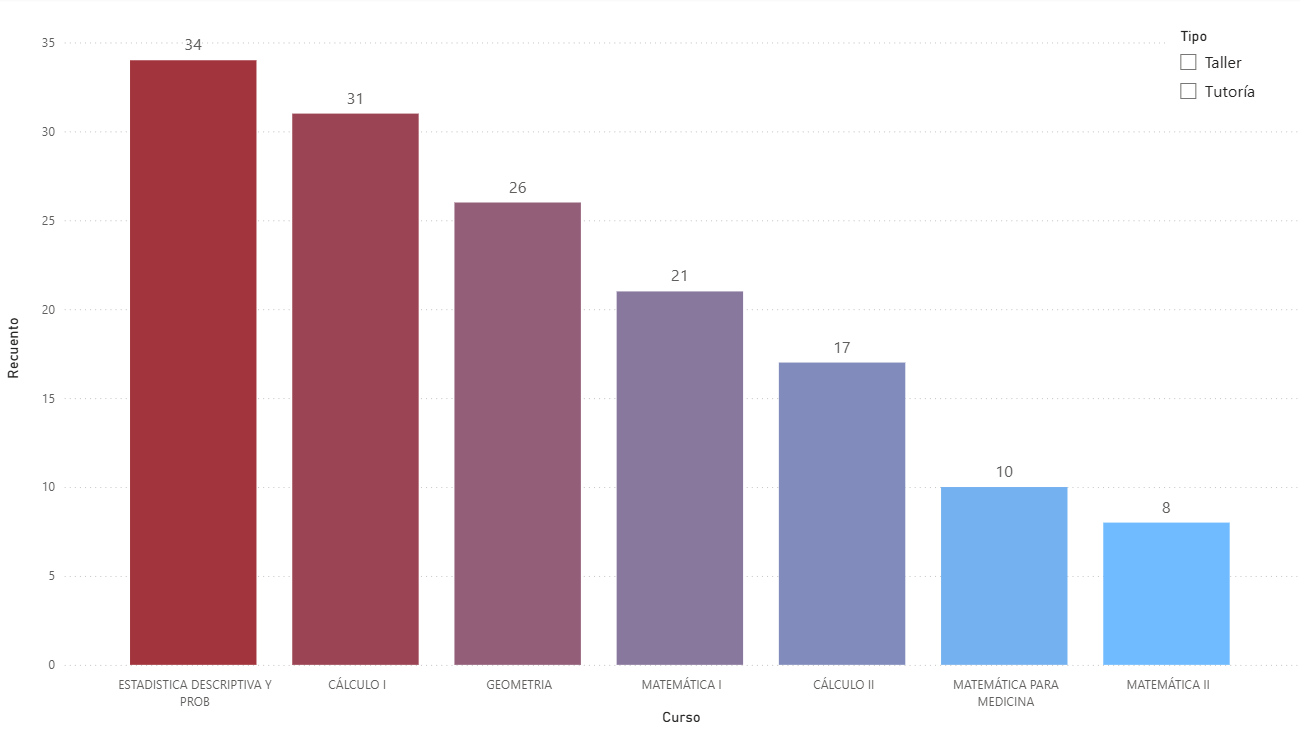 Tipo
Taller
Tutoría
Recuento
35
30
25
20
15
10
5
0
34
31
26
21
17
10
8
ESTADISTICA DESCRIPTIVA Y
PROB
CÁLCULO I
GEOMETRIA
MATEMÁTICA I
CÁLCULO II
MATEMÁTICA PARA
MEDICINA
MATEMÁTICA II
Curso